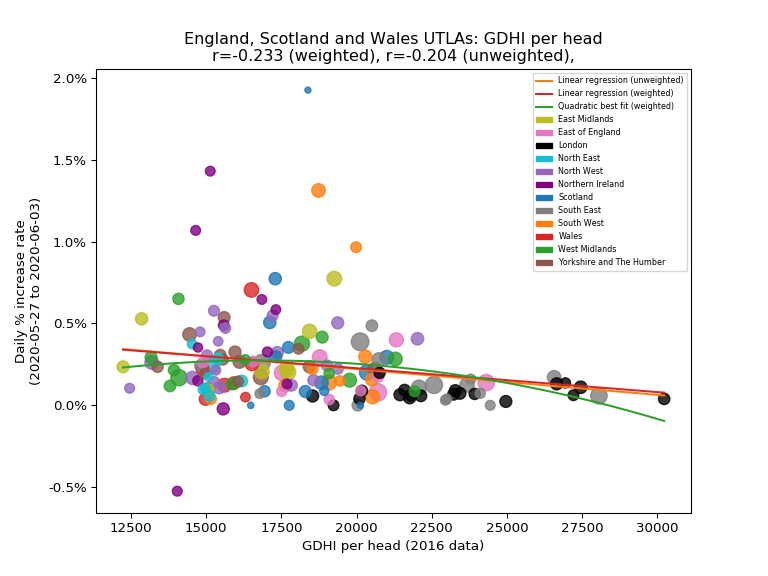 England, Scotland and Wales UTLAs: GDHI per head
r=-0.233 (weighted), r=-0.204 (unweighted),
2.0%
1.5%
1.0%
0.5%
0.0%
-0.5%
Daily % increase rate
(2020-05-27 to 2020-06-03)
Linear regression (unweighted)
Linear regression (weighted)
Quadratic best fit (weighted)
East Midlands
East of England
London
North East
North West
Northern Ireland
Scotland
South East
South West
Wales
West Midlands
Yorkshire and The Humber
12500 15000 17500 20000 22500 25000 27500 30000
GDHI per head (2016 data)